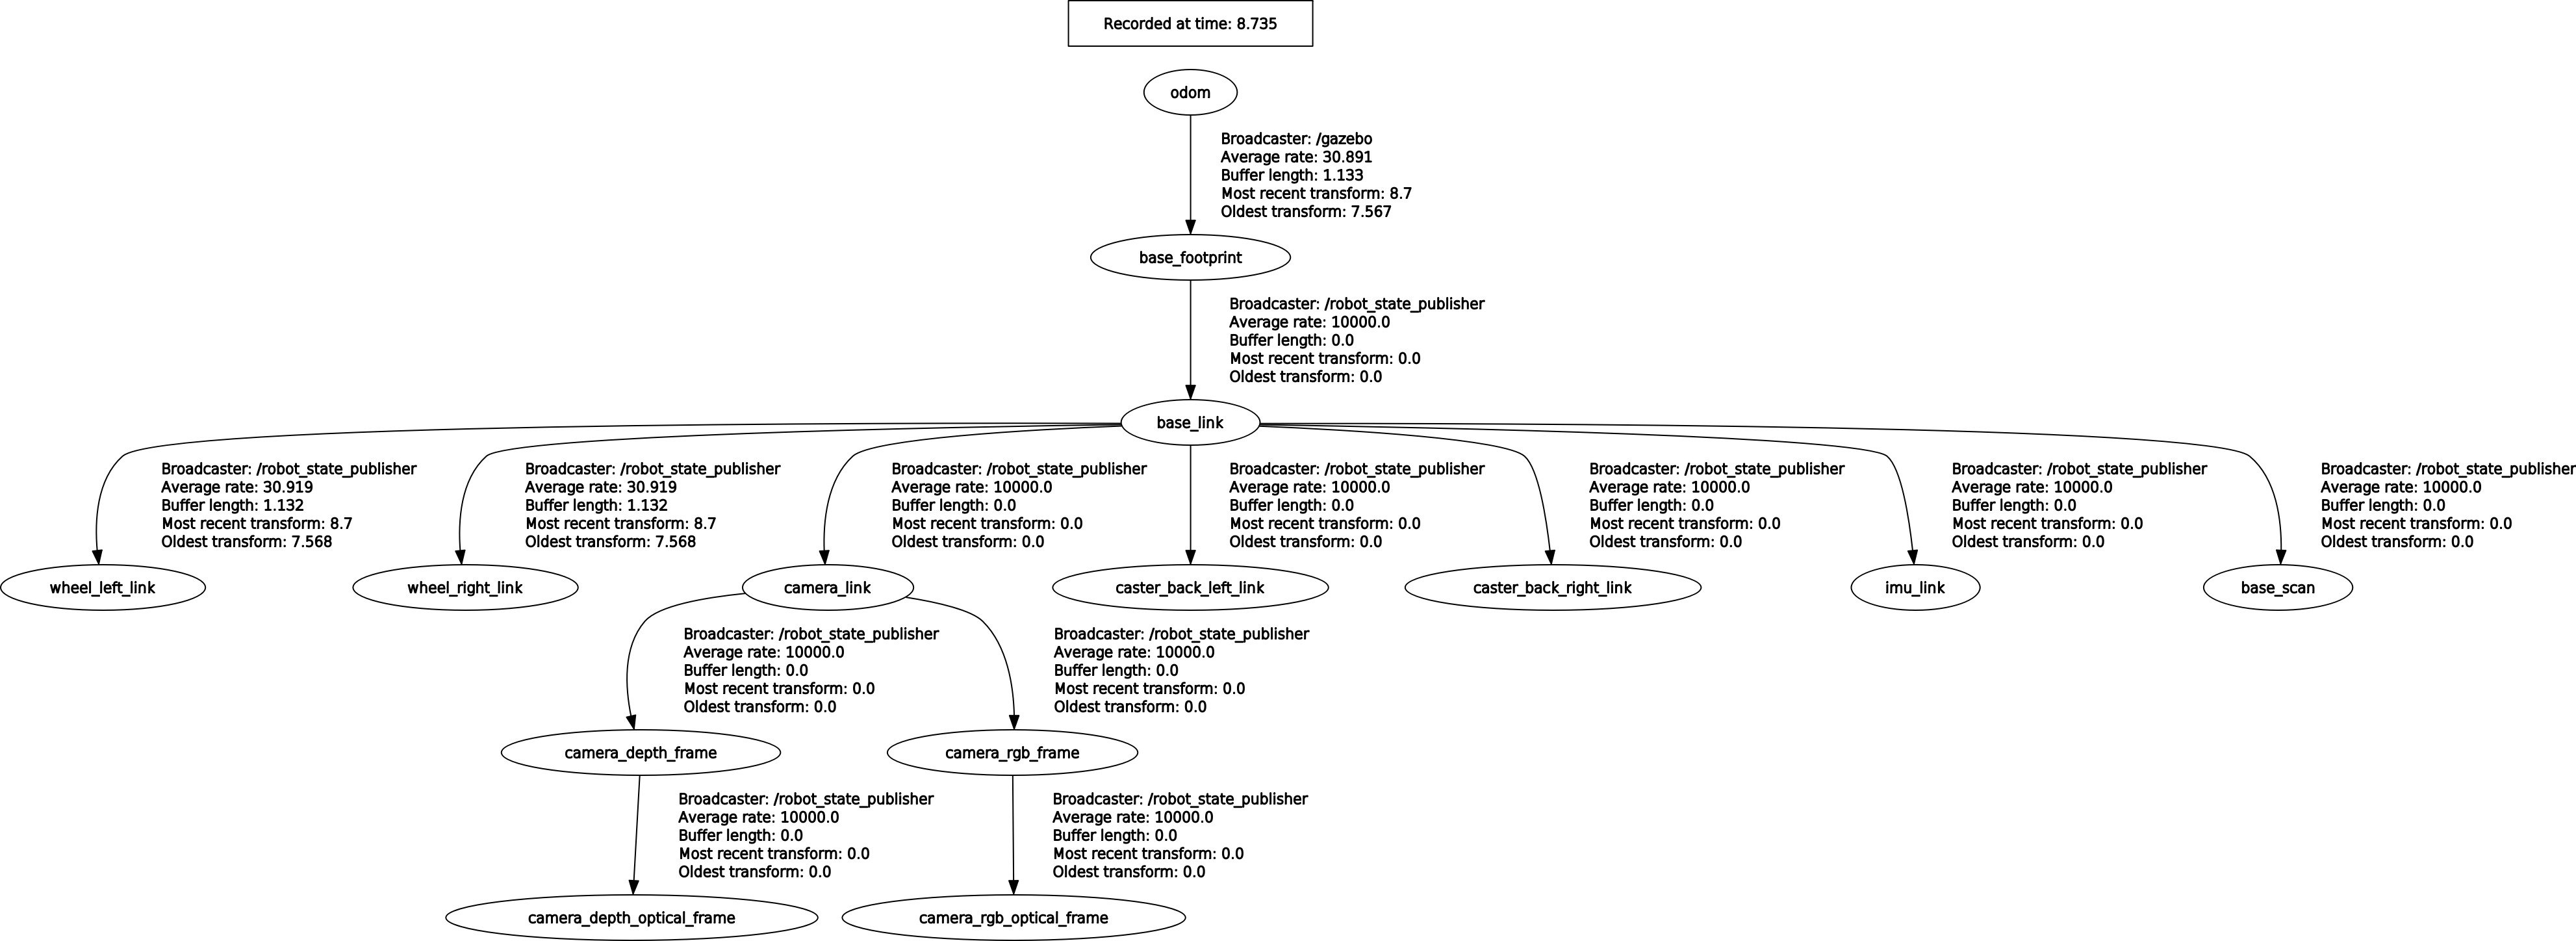 Recorded at time: 8.735
odom
Broadcaster: /gazebo
Average rate: 30.891
Buffer length: 1.133
Most recent transform: 8.7
Oldest transform: 7.567
base_footprint
Broadcaster: /robot_state_publisher
Average rate: 10000.0
Buffer length: 0.0
Most recent transform: 0.0
Oldest transform: 0.0
base_link
Broadcaster: /robot_state_publisher
Average rate: 30.919
Buffer length: 1.132
Most recent transform: 8.7
Oldest transform: 7.568
Broadcaster: /robot_state_publisher
Average rate: 30.919
Buffer length: 1.132
Most recent transform: 8.7
Oldest transform: 7.568
Broadcaster: /robot_state_publisher
Average rate: 10000.0
Buffer length: 0.0
Most recent transform: 0.0
Oldest transform: 0.0
Broadcaster: /robot_state_publisher
Average rate: 10000.0
Buffer length: 0.0
Most recent transform: 0.0
Oldest transform: 0.0
Broadcaster: /robot_state_publisher
Average rate: 10000.0
Buffer length: 0.0
Most recent transform: 0.0
Oldest transform: 0.0
Broadcaster: /robot_state_publisher
Average rate: 10000.0
Buffer length: 0.0
Most recent transform: 0.0
Oldest transform: 0.0
Broadcaster: /robot_state_publisher
Average rate: 10000.0
Buffer length: 0.0
Most recent transform: 0.0
Oldest transform: 0.0
wheel_left_link
wheel_right_link
camera_link
caster_back_left_link
caster_back_right_link
imu_link
base_scan
Broadcaster: /robot_state_publisher
Average rate: 10000.0
Buffer length: 0.0
Most recent transform: 0.0
Oldest transform: 0.0
Broadcaster: /robot_state_publisher
Average rate: 10000.0
Buffer length: 0.0
Most recent transform: 0.0
Oldest transform: 0.0
camera_depth_frame
camera_rgb_frame
Broadcaster: /robot_state_publisher
Average rate: 10000.0
Buffer length: 0.0
Most recent transform: 0.0
Oldest transform: 0.0
Broadcaster: /robot_state_publisher
Average rate: 10000.0
Buffer length: 0.0
Most recent transform: 0.0
Oldest transform: 0.0
camera_depth_optical_frame
camera_rgb_optical_frame